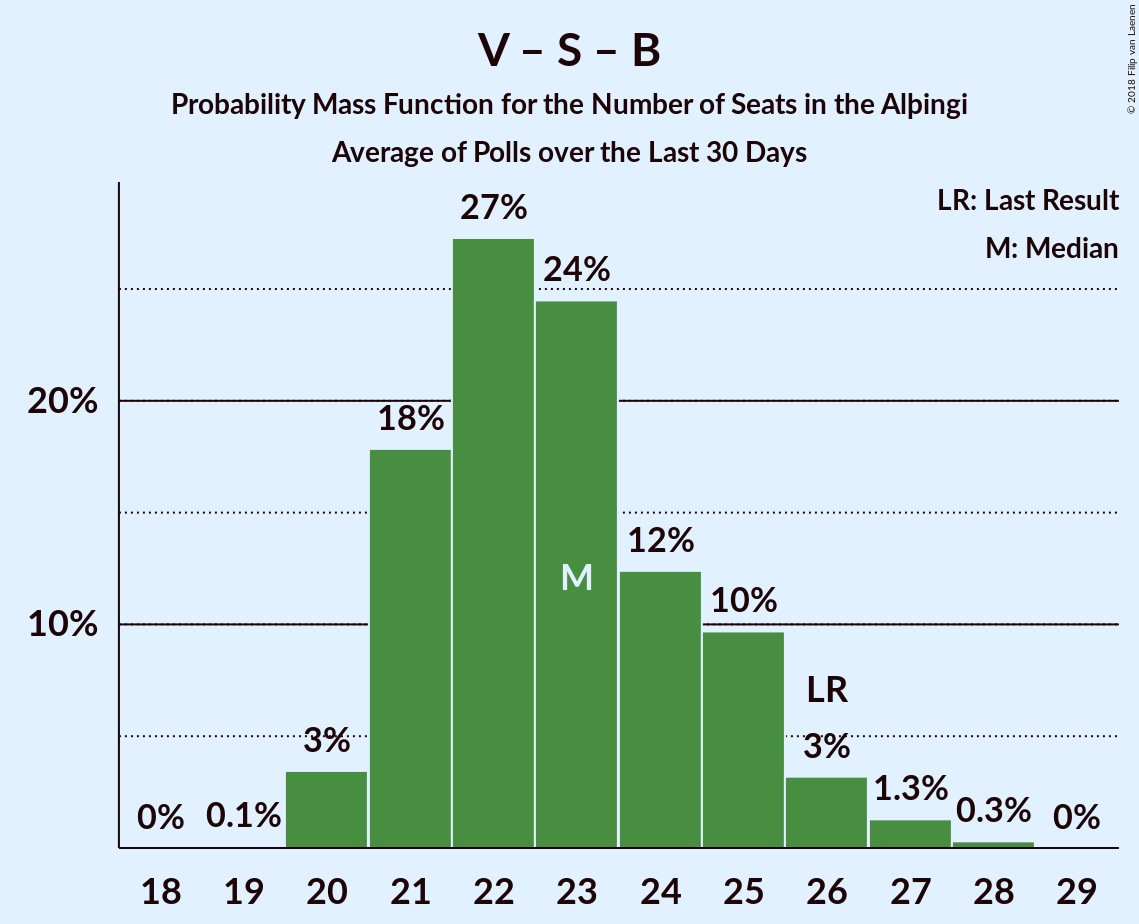 V – S – B
Probability Mass Function for the Number of Seats in the Alþingi
Average of Polls over the Last 30 Days
© 2018 Filip van Laenen
LR: Last Result
M: Median
27%
24%
20%
18%
12%
M
10%
10%
LR
3%
3%
1.3%
0.3%
0%
0.1%
0%
18 19 20 21 22 23 24 25 26 27 28 29